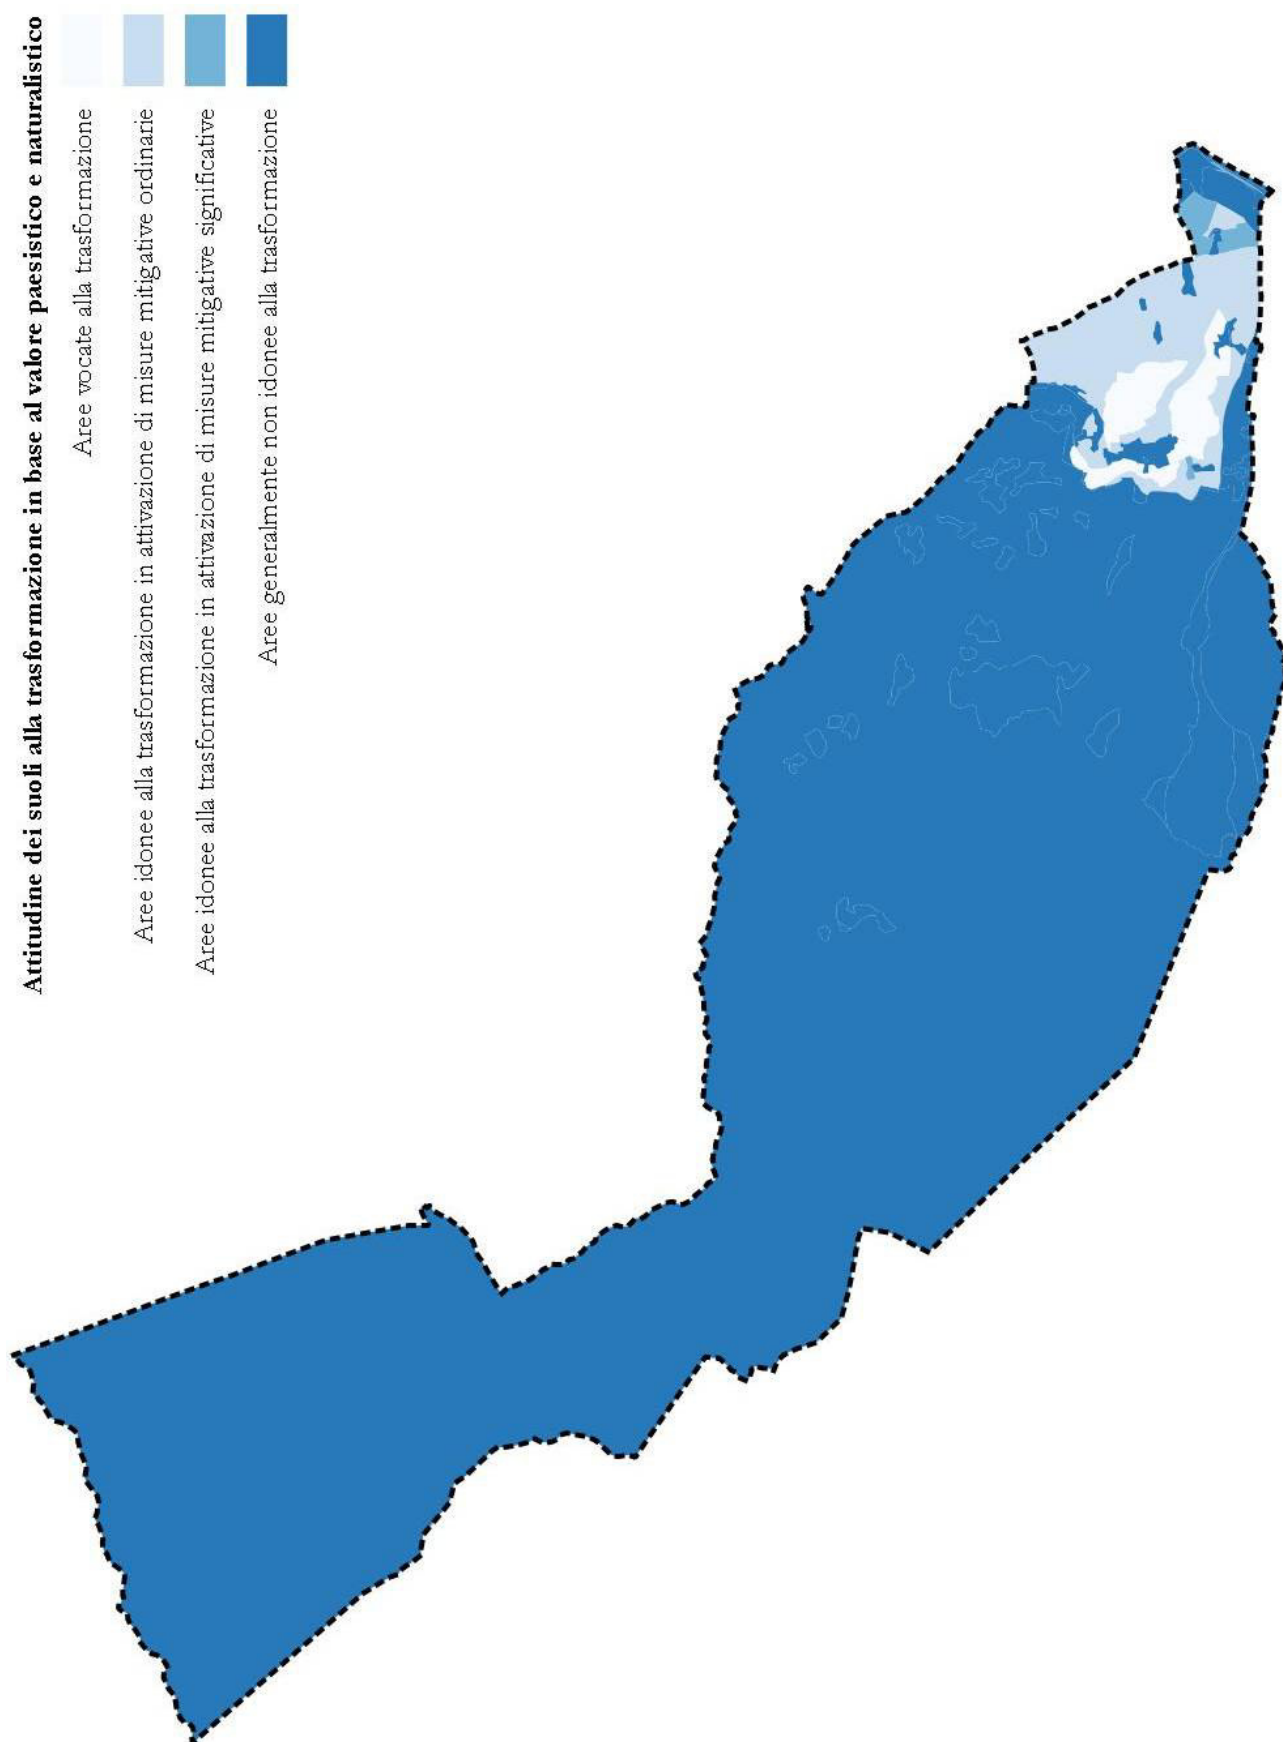 Attitudine dei suoli alla trasformazione in base al valore paesistico e naturalistico
Aree vocate alla trasformazione
Aree idonee alla trasformazione in attivazione di misure mitigative ordinarie
Aree idonee alla trasformazione in attivazione di misure mitigative significative
Aree generalmente non idonee alla trasformazione